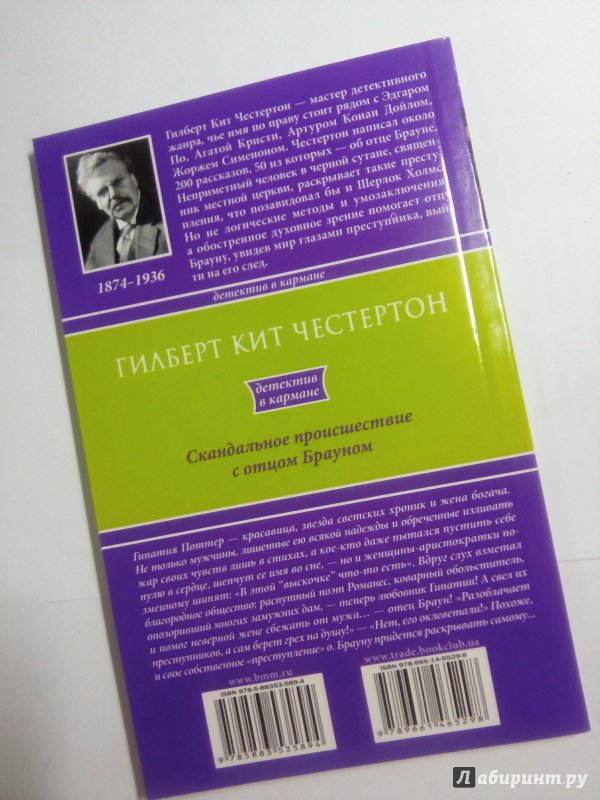 Гилберт Кит Честертон — мастер детективного
жанра, чье имя по праву стоит рядом с Эдгаром
По, Агатой Кристи, Артуром Конан Дойлом,
Жоржем Сименоном. Честертон написал около
200 рассказов, 50 из которых — об отце Брауне.
Неприметный человек в черной сутане, священ-
ник местной церкви, раскрывает такие престу-
пления, что позавидовал бы и Шерлок Холмс
Но не логические методы и умозаключения
а обостренное духовное зрение помогает отцу
Брауну, увидев мир глазами преступника, вый
ти на его след.
1874–1936
детектив в кармане
ГИЛБЕРТ КИТ ЧЕСТЕРТОН
детектив
в кармане
Скандальное происшествие
с отцом Брауном
Гипатия Поттер — красавица, звезда светских хроник и жена богача.
Не только мужчины, лишенные ею всякой надежды и обреченные изливать
жар своих чувств лишь в стихах, а кое-кто даже пытался пустить себе
пулю в сердце, шепчут ее имя во сне, — но и женщины-аристократки по-
змеиному шипят: «В этой "выскочке" что-то есть». Вдруг слух взметал
благородное общество: распутный поэт Романес, коварный обольститель,
опозоривший многих замужних дам, — теперь любовник Гипатии! А свел их
и помог неверной жене сбежать от мужа... — отец Браун! «Разоблачает
преступников, а сам берет грех на душу!» — «Нет, его оклеветали!» Похоже,
и свое собственное «преступление» о. Брауну придется раскрывать самому...
www.bmm.ru
www.trade.bookclub.ua
ISBN 978-5-88353-589-4
9 785883 535894
ISBN 978-966-14-6529-8
9 789661 465298
Лабиринт.ру